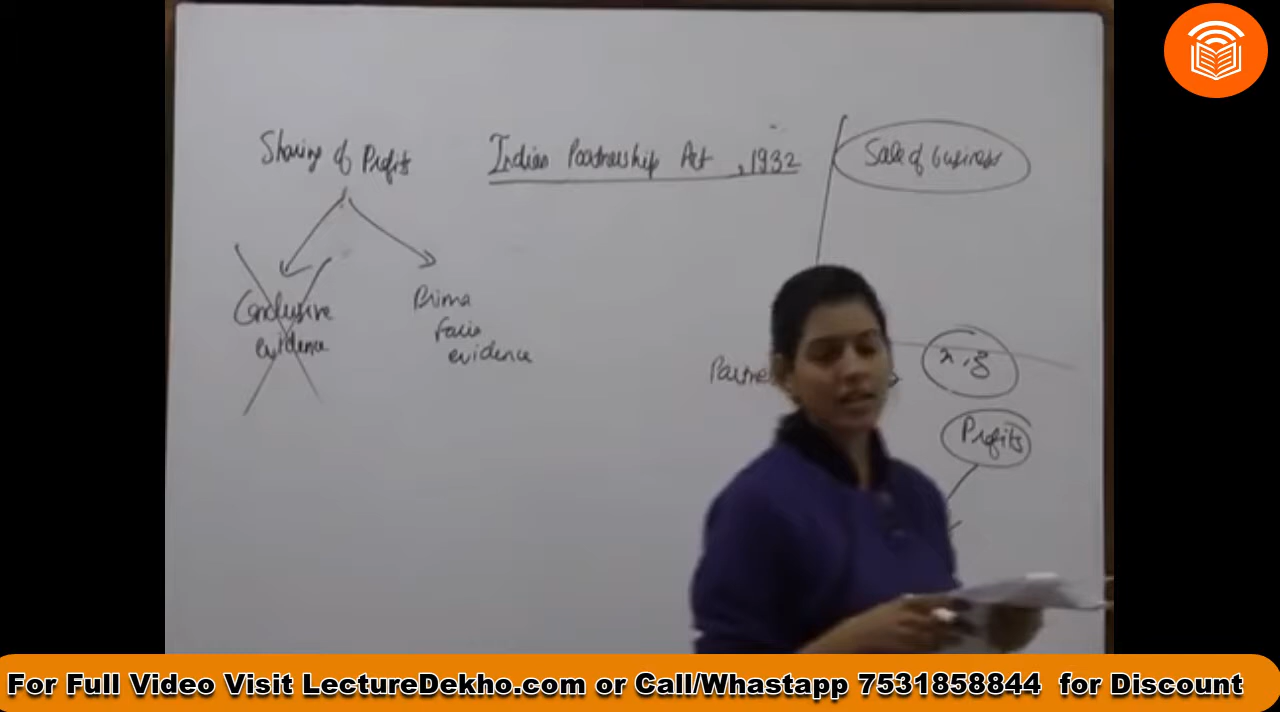 Sharing of Profits
Indian Partnership Act, 1932
Sale of business
Conclusive
evidence
Prima
Facie
evidence
Partne
x, y
Profits
For Full Video Visit LectureDekho.com or Call/Whastapp 7531858844 for Discount